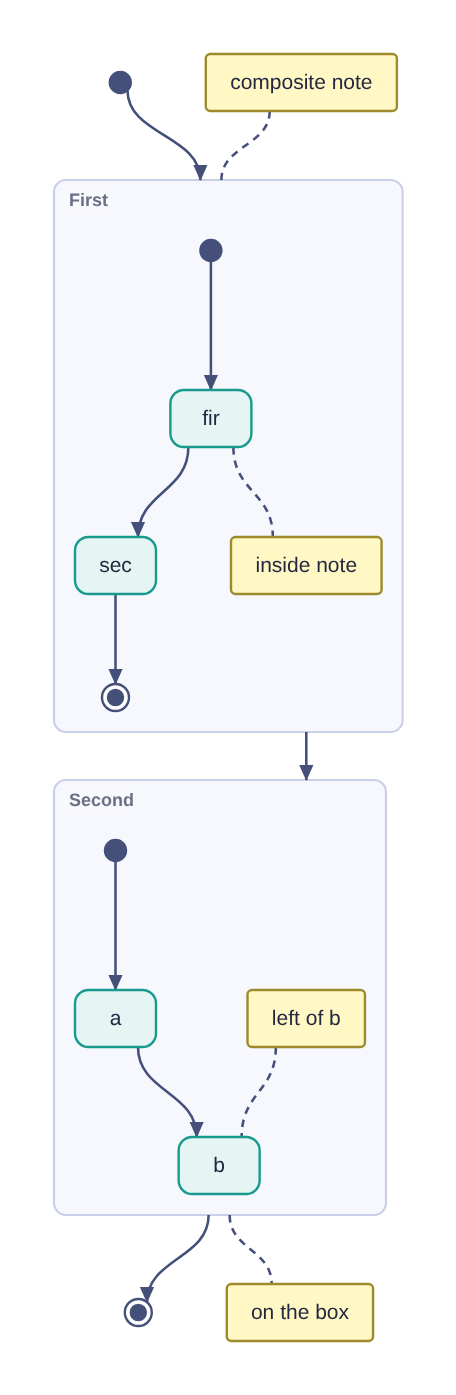 composite note
First
fir
sec
inside note
Second
a
left of b
b
on the box